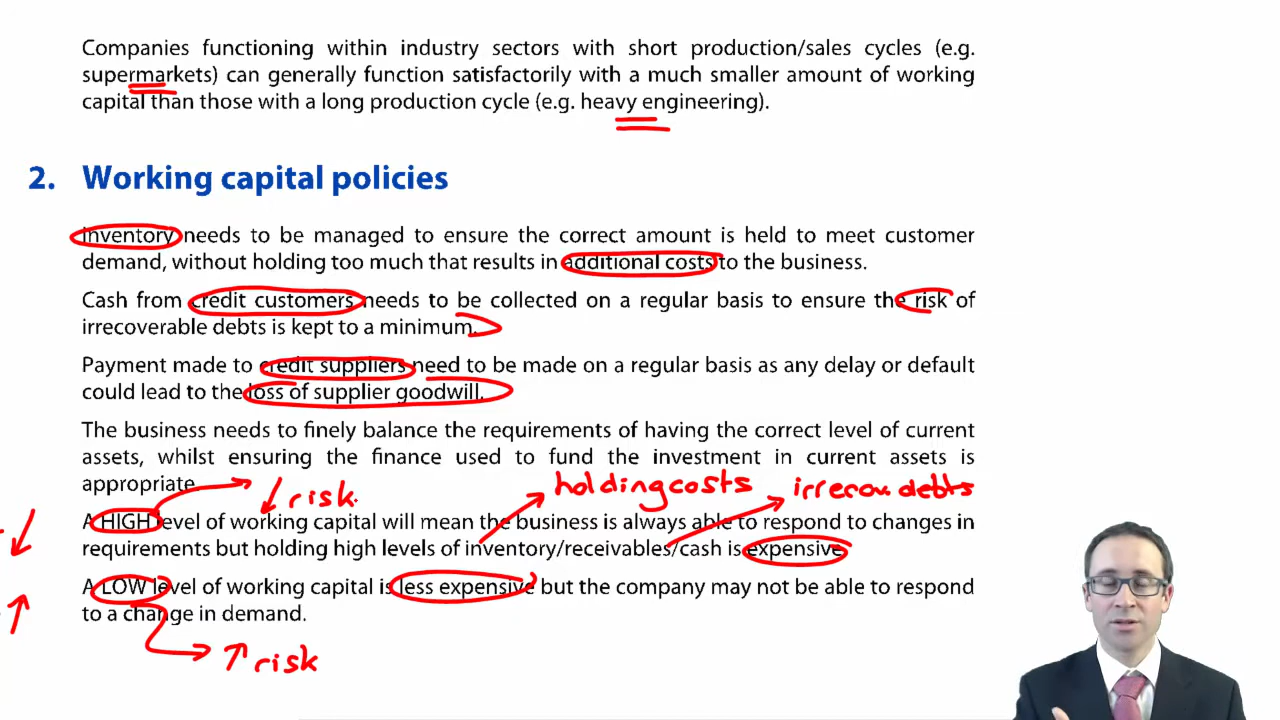 Companies functioning within industry sectors with short production/sales cycles (e.g.
supermarkets) can generally function satisfactorily with a much smaller amount of working
capital than those with a long production cycle (e.g. heavy engineering).
2. Working capital policies
Inventory needs to be managed to ensure the correct amount is held to meet customer
demand, without holding too much that results in additional costs to the business.
Cash from credit customers needs to be collected on a regular basis to ensure the risk of
irrecoverable debts is kept to a minimum.
Payment made to credit suppliers need to be made on a regular basis as any delay or default
could lead to the loss of supplier goodwill.
The business needs to finely balance the requirements of having the correct level of current
assets, whilst ensuring the finance used to fund the investment in current assets is
appropriate.
↓ risk
holding costs
irrecov. debts
A HIGH level of working capital will mean the business is always able to respond to changes in
requirements but holding high levels of inventory/receivables/cash is expensive.
A LOW level of working capital is less expensive but the company may not be able to respond
to a change in demand.
↑ risk